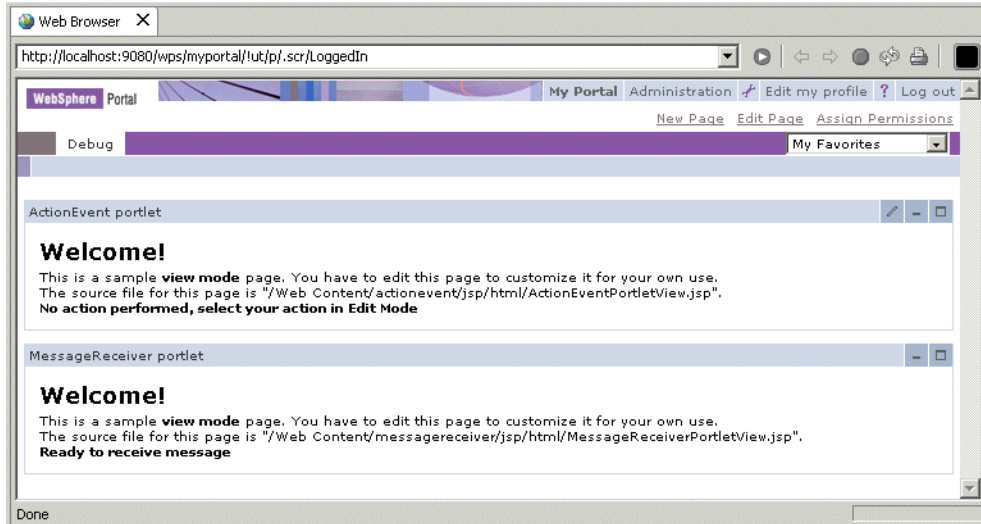 Web Browser X
http://localhost:9080/wps/myportal/!ut/p/.scr/LoggedIn
WebSphere Portal
My Portal Administration Edit my profile ? Log out
New Page Edit Page Assign Permissions
Debug
My Favorites
ActionEvent portlet
Welcome!
This is a sample view mode page. You have to edit this page to customize it for your own use.
The source file for this page is "/Web Content/actionevent/jsp/html/ActionEventPortletView.jsp".
No action performed, select your action in Edit Mode
MessageReceiver portlet
Welcome!
This is a sample view mode page. You have to edit this page to customize it for your own use.
The source file for this page is "/Web Content/messagereceiver/jsp/html/MessageReceiverPortletView.jsp".
Ready to receive message
Done